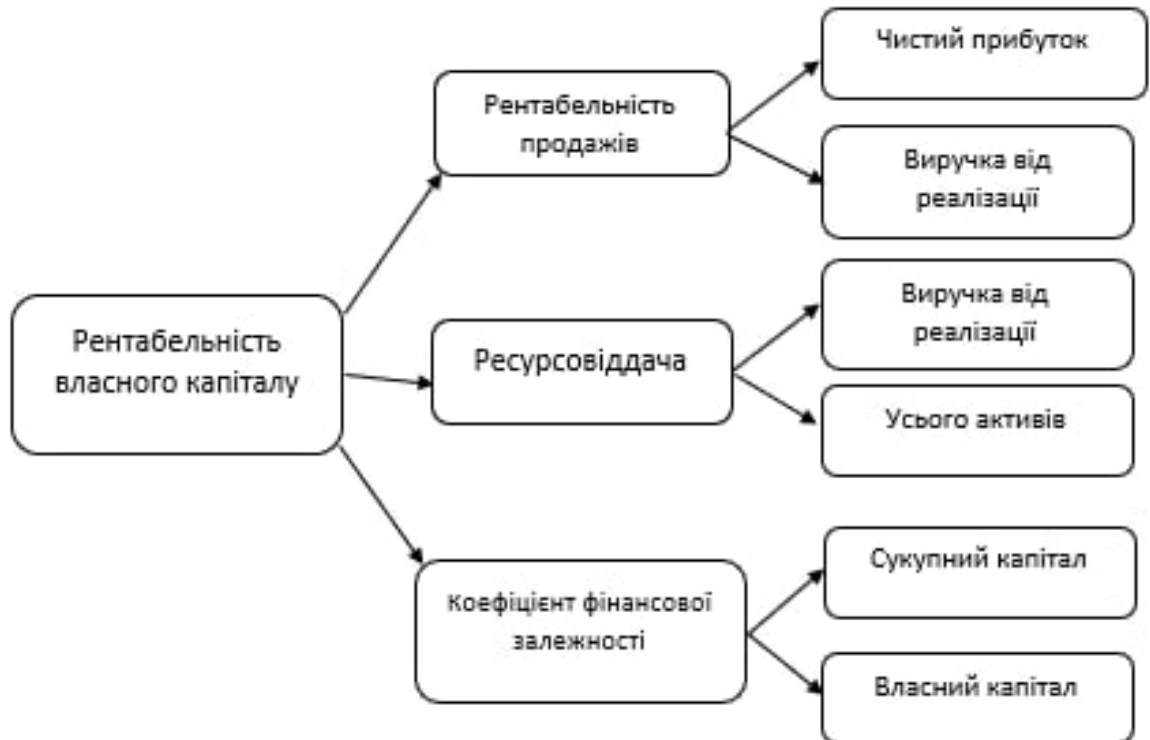 Рентабельність
власного капіталу
Рентабельність
продажів
Чистий прибуток
Виручка від
реалізації
Ресурсовіддача
Виручка від
реалізації
Усього активів
Коефіцієнт фінансової
залежності
Сукупний капітал
Власний капітал